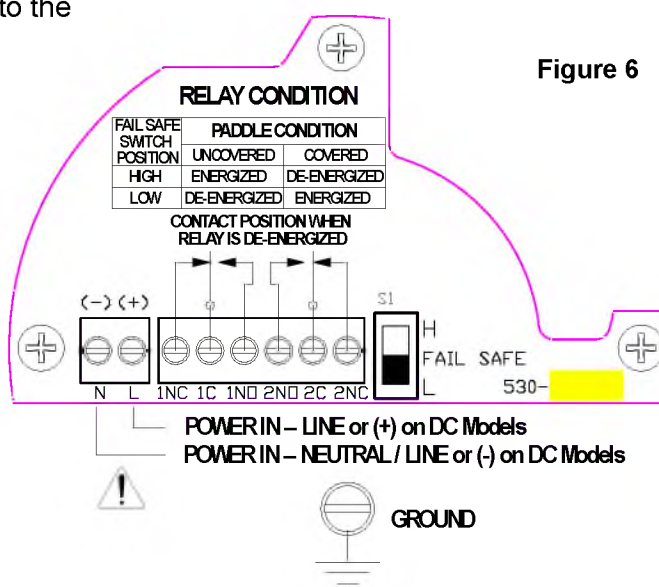 to the
Figure 6
RELAY CONDITION
FAIL SAFE SWITCH POSITION PADDLE CONDITION
UNCOVERED COVERED
HIGH ENERGIZED DE-ENERGIZED
LOW DE-ENERGIZED ENERGIZED
CONTACT POSITION WHEN
RELAY IS DE-ENERGIZED
(-) (+)
S1
H
FAIL SAFE
L
530-
N L 1NC 1C 1NO 2NO 2C 2NC
POWER IN – LINE or (+) on DC Models
POWER IN – NEUTRAL / LINE or (-) on DC Models
!
GROUND